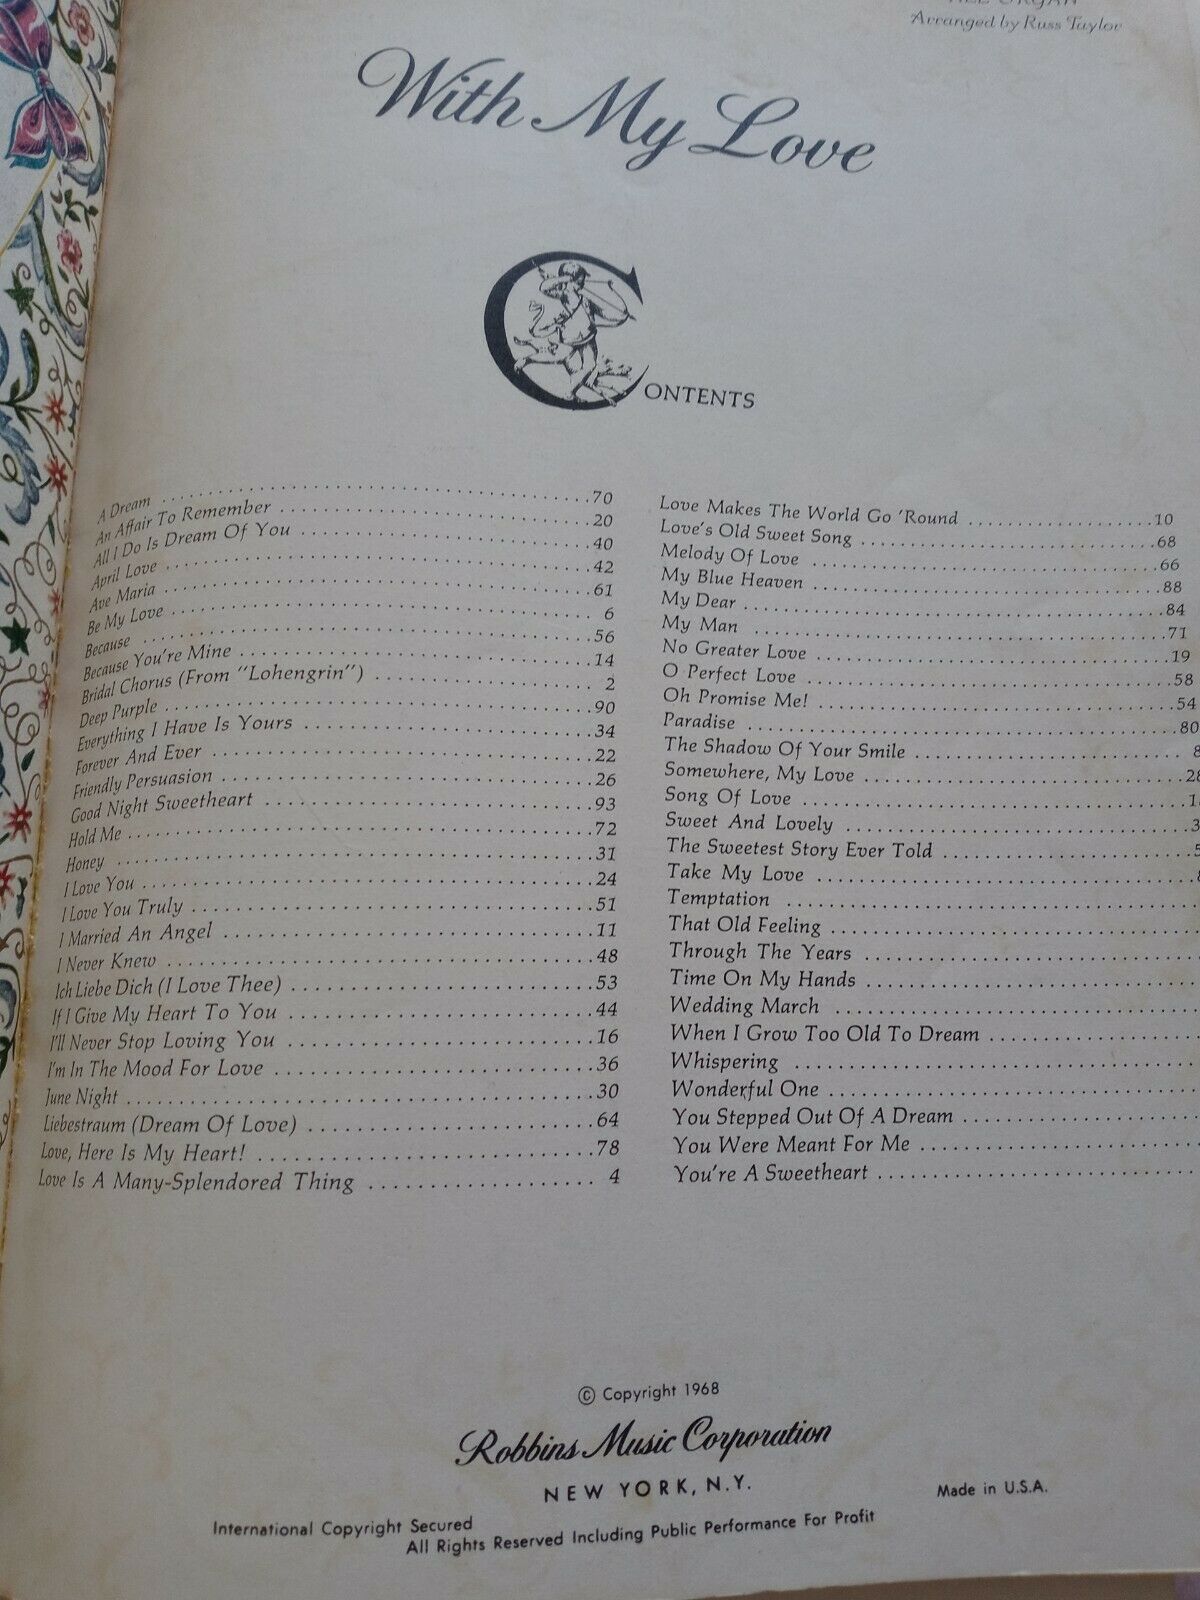 ORGAN
Arranged by Russ Taylor
With My Love
CONTENTS
A Dream 70
An Affair To Remember 20
All I Do Is Dream Of You 40
April Love 42
Ave Maria 61
Be My Love 6
Because 56
Because You're Mine 14
Bridal Chorus (From "Lohengrin") 2
Deep Purple 90
Everything I Have Is Yours 34
Forever And Ever 22
Friendly Persuasion 26
Good Night Sweetheart 93
Hold Me 72
Honey 31
I Love You 24
I Love You Truly 51
I Married An Angel 11
I Never Knew 48
Ich Liebe Dich (I Love Thee) 53
If I Give My Heart To You 44
I'll Never Stop Loving You 16
I'm In The Mood For Love 36
June Night 30
Liebestraum (Dream Of Love) 64
Love, Here Is My Heart! 78
Love Is A Many-Splendored Thing 4
Love Makes The World Go 'Round 10
Love's Old Sweet Song 68
Melody Of Love 66
My Blue Heaven 88
My Dear 84
My Man 71
No Greater Love 19
O Perfect Love 58
Oh Promise Me! 54
Paradise 80
The Shadow Of Your Smile
Somewhere, My Love 28
Song Of Love
Sweet And Lovely
The Sweetest Story Ever Told
Take My Love
Temptation
That Old Feeling
Through The Years
Time On My Hands
Wedding March
When I Grow Too Old To Dream
Whispering
Wonderful One
You Stepped Out Of A Dream
You Were Meant For Me
You're A Sweetheart
© Copyright 1968
Robbins Music Corporation
NEW YORK, N.Y.
Made in U.S.A.
International Copyright Secured
All Rights Reserved Including Public Performance For Profit